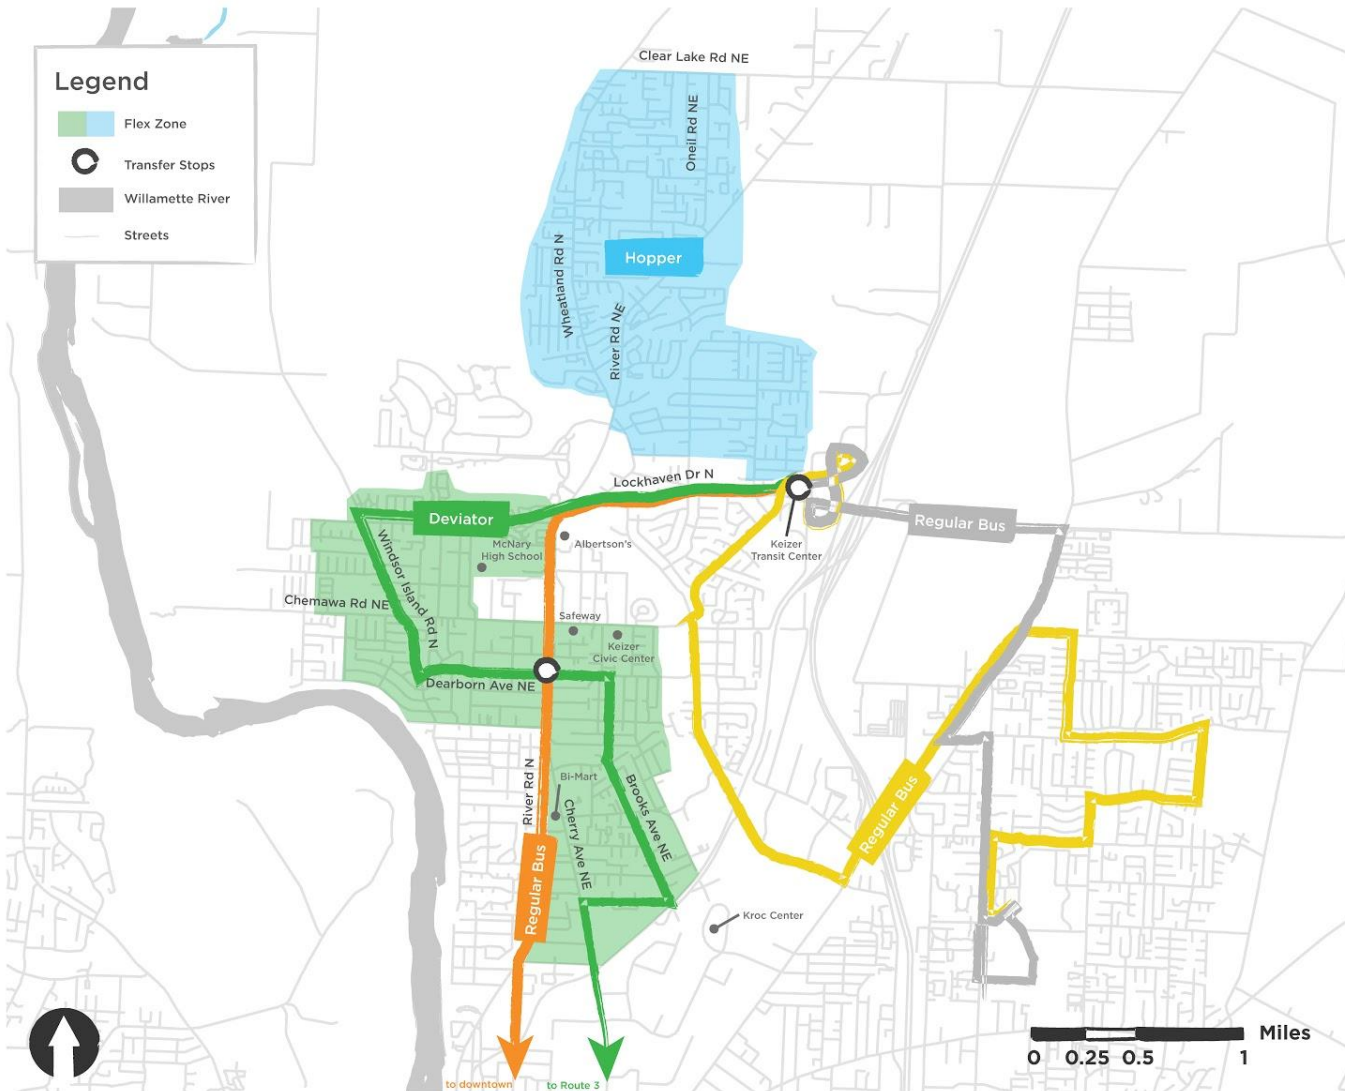 Legend
Flex Zone
Transfer Stops
Willamette River
Streets
Clear Lake Rd NE
Oneil Rd NE
Hopper
Wheatland Rd N
River Rd NE
Lockhaven Dr N
Deviator
McNary
High School
Albertson's
Keizer
Transit Center
Regular Bus
Windsor Island Rd N
Chemawa Rd NE
Safeway
Keizer
Civic Center
Dearborn Ave NE
River Rd N
Bi-Mart
Cherry Ave NE
Brooks Ave NE
Regular Bus
Regular Bus
Kroc Center
to downtown
to Route 3
Miles
0 0.25 0.5 1